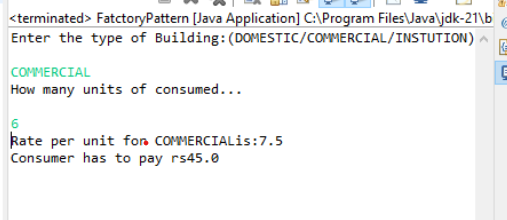 <terminated> FatctoryPattern [Java Application] C:\Program Files\Java\jdk-21\b
Enter the type of Building:(DOMESTIC/COMMERCIAL/INSTUTION)
COMMERCIAL
How many units of consumed...
6
Rate per unit for COMMERCIALis:7.5
Consumer has to pay rs45.0